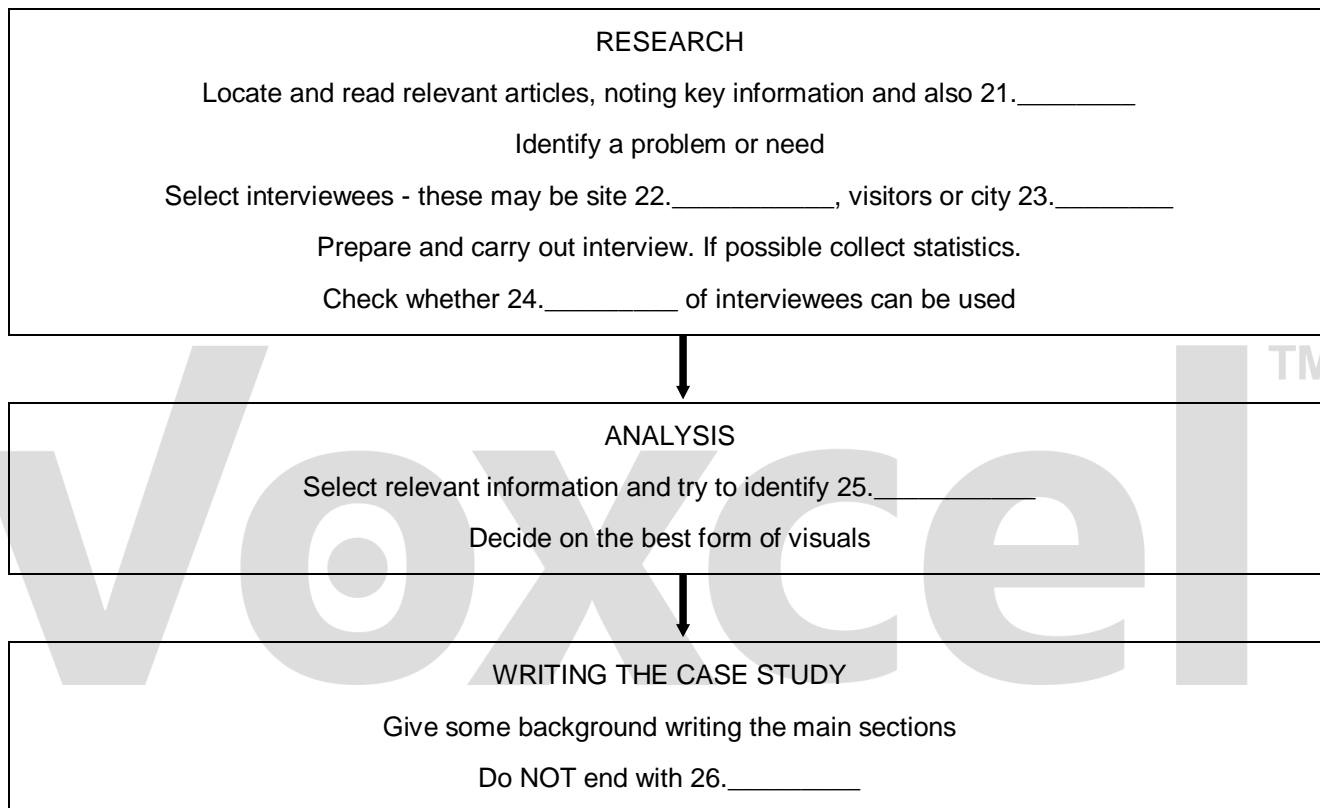 RESEARCH
Locate and read relevant articles, noting key information and also 21.________
Identify a problem or need
Select interviewees - these may be site 22.___________, visitors or city 23.________
Prepare and carry out interview. If possible collect statistics.
Check whether 24._________ of interviewees can be used
TM
ANALYSIS
Select relevant information and try to identify 25.___________
Decide on the best form of visuals
Voxcel
WRITING THE CASE STUDY
Give some background writing the main sections
Do NOT end with 26._________